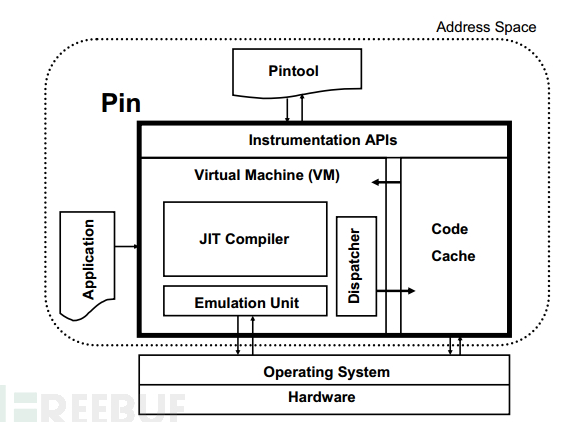 Address Space
Pintool
Pin
Instrumentation APIs
Virtual Machine (VM)
JIT Compiler
Emulation Unit
Dispatcher
Code
Cache
Application
Operating System
Hardware
REEBUF